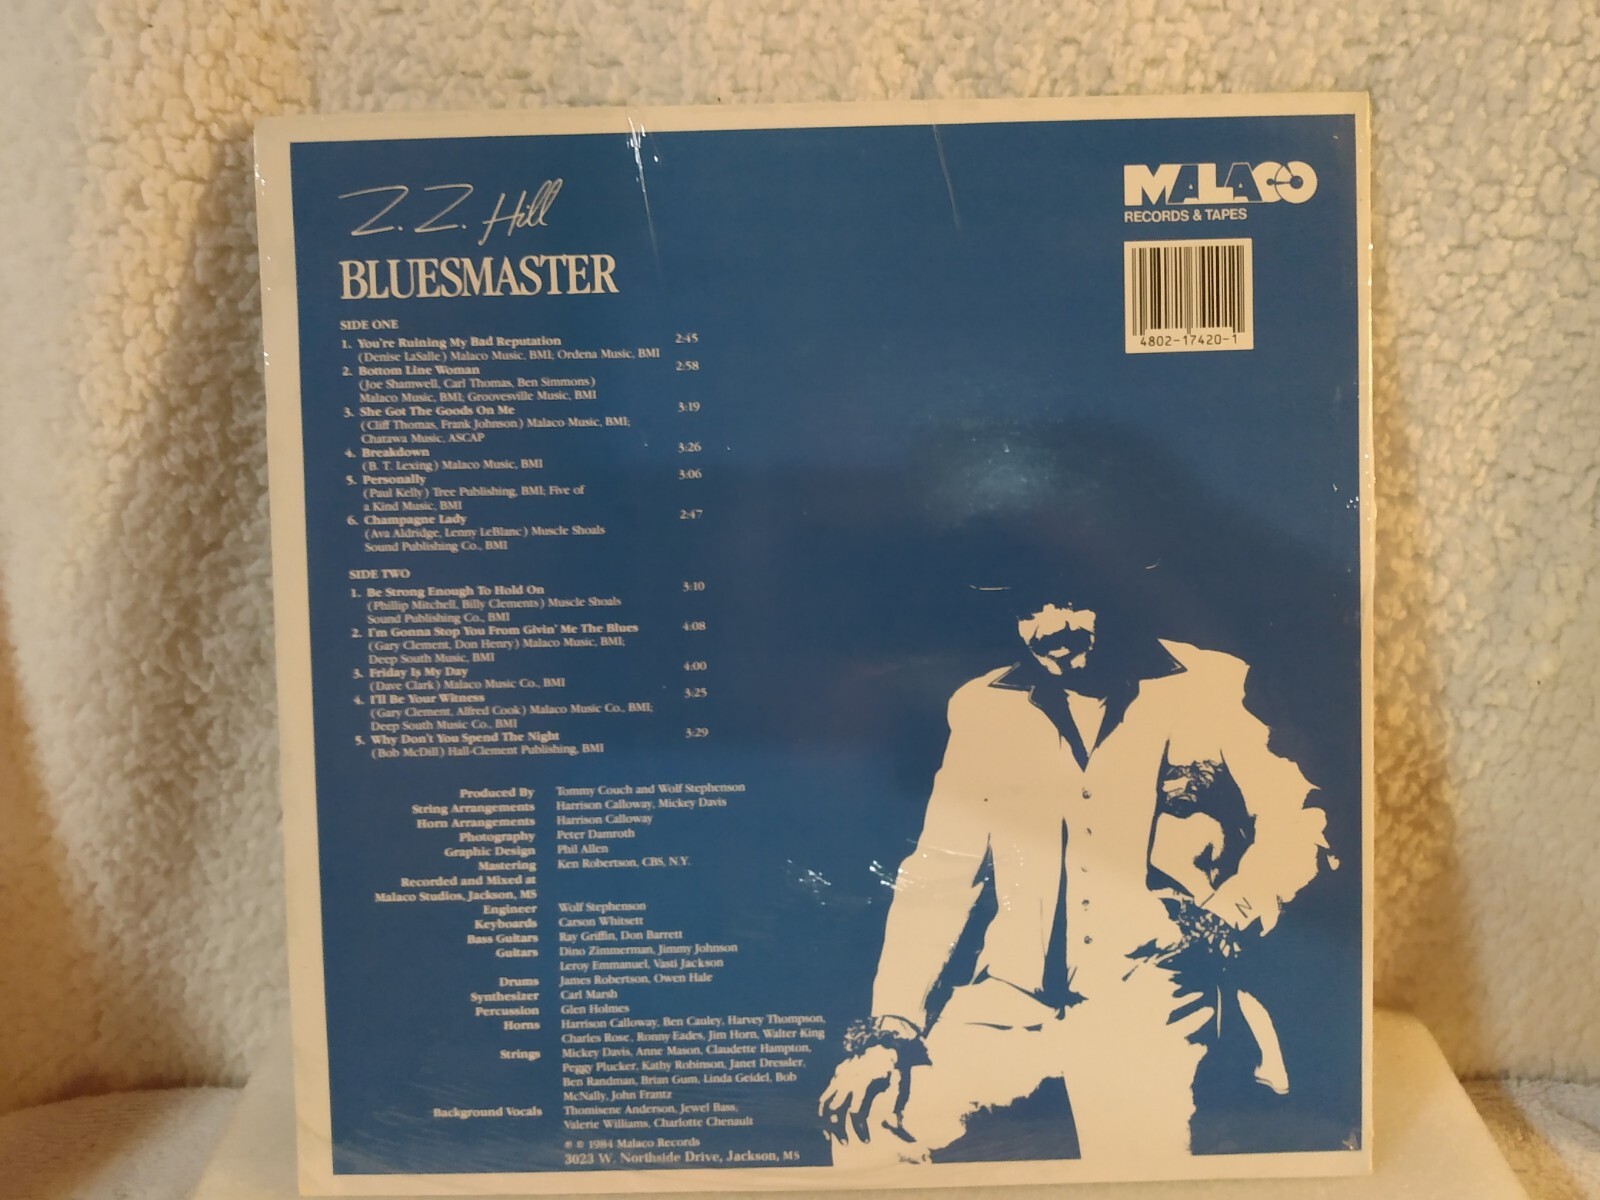 Z.Z. Hill
BLUESMASTER
MALACO
RECORDS & TAPES
4802-17420-1
SIDE ONE
1. You're Ruining My Bad Reputation 2:45
(Denise LaSalle) Malaco Music, BMI; Ordena Music, BMI
2. Bottom Line Woman 2:58
(Joe Shamwell, Carl Thomas, Ben Simmons)
Malaco Music, BMI; Groovesville Music, BMI
3. She Got The Goods On Me 3:19
(Cliff Thomas, Frank Johnson) Malaco Music, BMI;
Chatawa Music, ASCAP
4. Breakdown 3:26
(B. T. Lexing) Malaco Music, BMI
5. Personally 3:06
(Paul Kelly) Tree Publishing, BMI; Five of
a Kind Music, BMI
6. Champagne Lady 2:47
(Ava Aldridge, Lenny LeBlanc) Muscle Shoals
Sound Publishing Co., BMI
SIDE TWO
1. Be Strong Enough To Hold On 3:10
(Phillip Mitchell, Billy Clements) Muscle Shoals
Sound Publishing Co., BMI
2. I'm Gonna Stop You From Givin' Me The Blues 4:08
(Gary Clement, Don Henry) Malaco Music, BMI;
Deep South Music, BMI
3. Friday Is My Day 4:00
(Dave Clark) Malaco Music Co., BMI
4. I'll Be Your Witness 3:25
(Gary Clement, Alfred Cook) Malaco Music Co., BMI;
Deep South Music Co., BMI
5. Why Don't You Spend The Night 3:29
(Bob McDill) Hall-Clement Publishing, BMI
Produced By Tommy Couch and Wolf Stephenson
String Arrangements Harrison Calloway, Mickey Davis
Horn Arrangements Harrison Calloway
Photography Peter Damroth
Graphic Design Phil Allen
Mastering Ken Robertson, CBS, N.Y.
Recorded and Mixed at
Malaco Studios, Jackson, MS
Engineer Wolf Stephenson
Keyboards Carson Whitsett
Bass Guitars Ray Griffin, Don Barrett
Guitars Dino Zimmerman, Jimmy Johnson
Leroy Emmanuel, Vasti Jackson
Drums James Robertson, Owen Hale
Synthesizer Carl Marsh
Percussion Glen Holmes
Horns Harrison Calloway, Ben Cauley, Harvey Thompson,
Charles Rose, Ronny Eades, Jim Horn, Walter King
Strings Mickey Davis, Anne Mason, Claudette Hampton,
Peggy Plucker, Kathy Robinson, Janet Dressler,
Ben Randman, Brian Gum, Linda Geidel, Bob
McNally, John Frantz
Background Vocals Thomisene Anderson, Jewel Bass,
Valerie Williams, Charlotte Chenault
℗ © 1984 Malaco Records
3023 W. Northside Drive, Jackson, MS